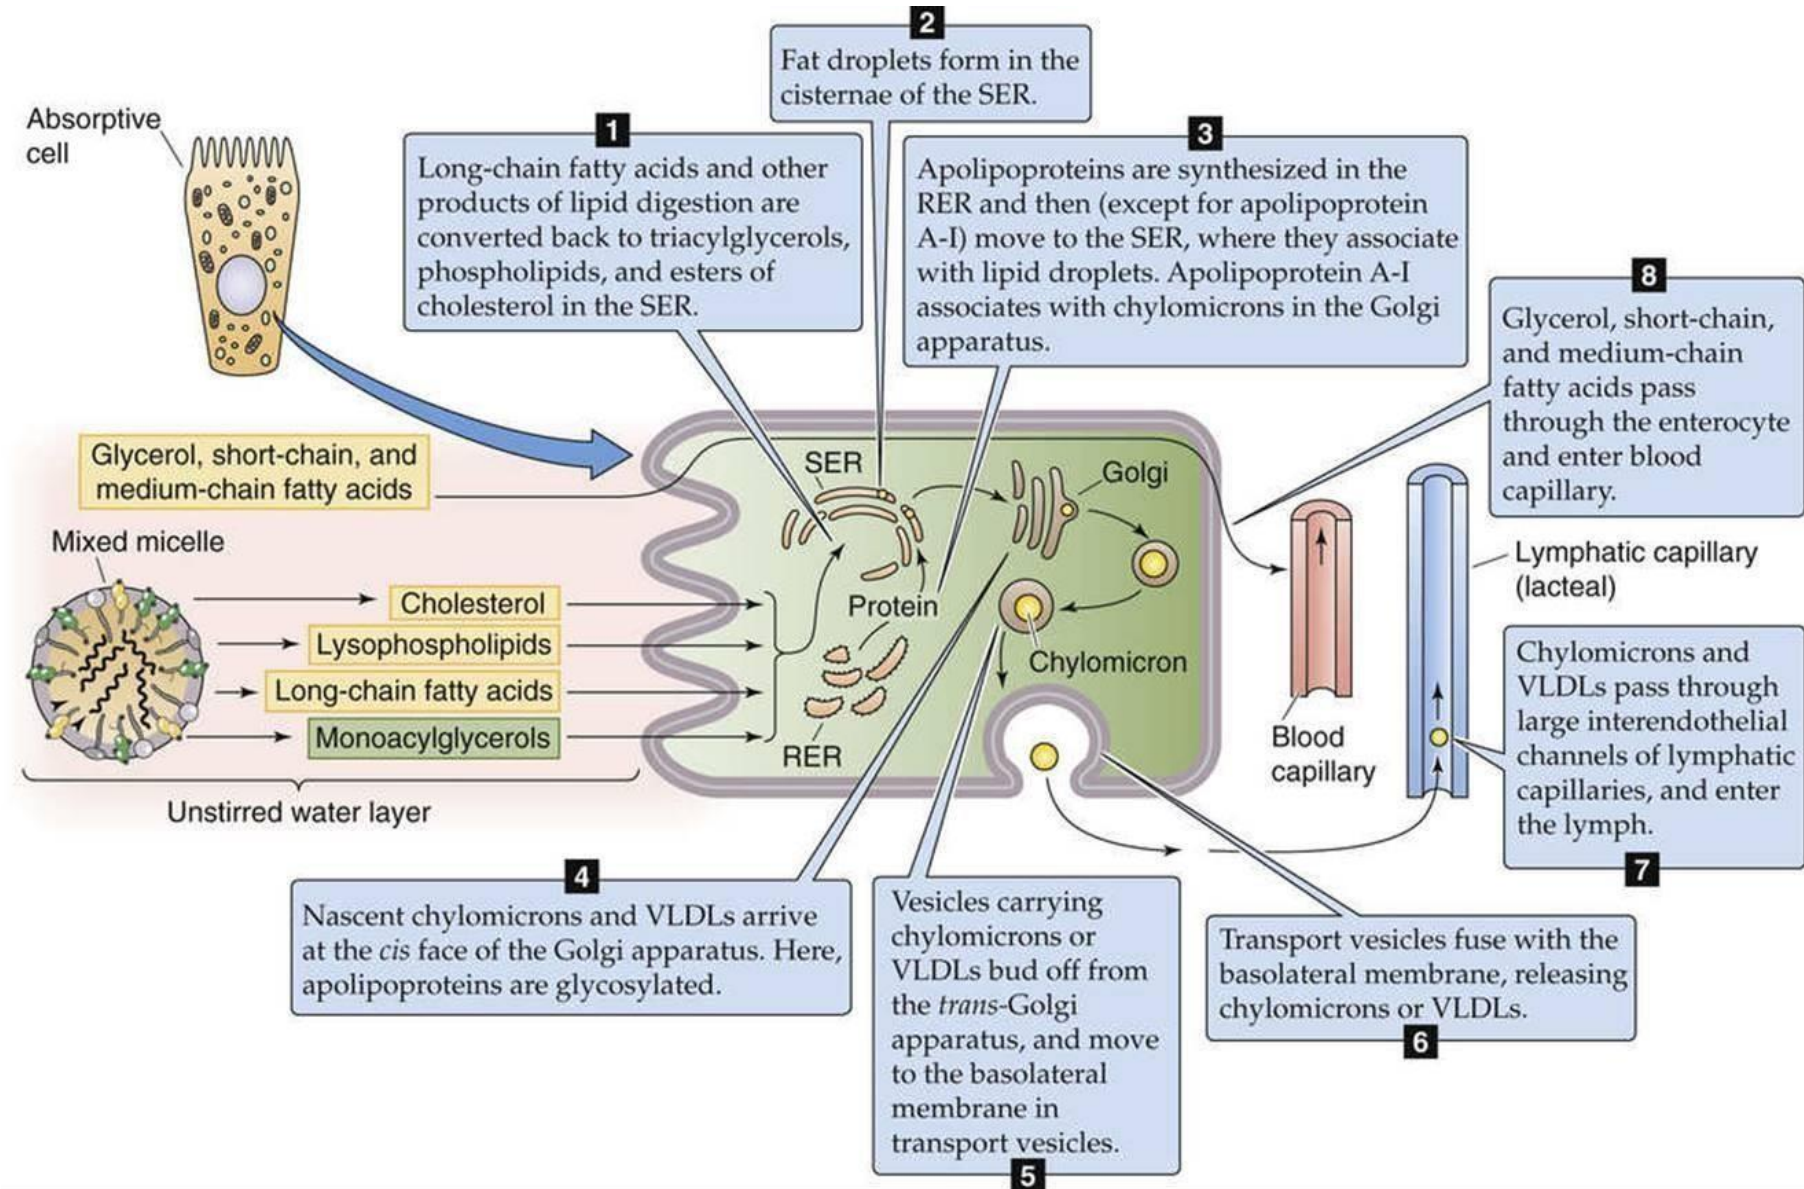 2
Fat droplets form in the
cisternae of the SER.
Absorptive
cell
1
Long-chain fatty acids and other
products of lipid digestion are
converted back to triacylglycerols,
phospholipids, and esters of
cholesterol in the SER.
3
Apolipoproteins are synthesized in the
RER and then (except for apolipoprotein
A-I) move to the SER, where they associate
with lipid droplets. Apolipoprotein A-I
associates with chylomicrons in the Golgi
apparatus.
8
Glycerol, short-chain,
and medium-chain
fatty acids pass
through the enterocyte
and enter blood
capillary.
Glycerol, short-chain, and
medium-chain fatty acids
SER
Golgi
Mixed micelle
Lymphatic capillary
(lacteal)
Cholesterol
Lysophospholipids
Long-chain fatty acids
Monoacylglycerols
Protein
Chylomicron
RER
Blood
capillary
Unstirred water layer
Chylomicrons and
VLDLs pass through
large interendothelial
channels of lymphatic
capillaries, and enter
the lymph.
7
4
Nascent chylomicrons and VLDLs arrive
at the cis face of the Golgi apparatus. Here,
apolipoproteins are glycosylated.
Vesicles carrying
chylomicrons or
VLDLs bud off from
the trans-Golgi
apparatus, and move
to the basolateral
membrane in
transport vesicles.
5
Transport vesicles fuse with the
basolateral membrane, releasing
chylomicrons or VLDLs.
6